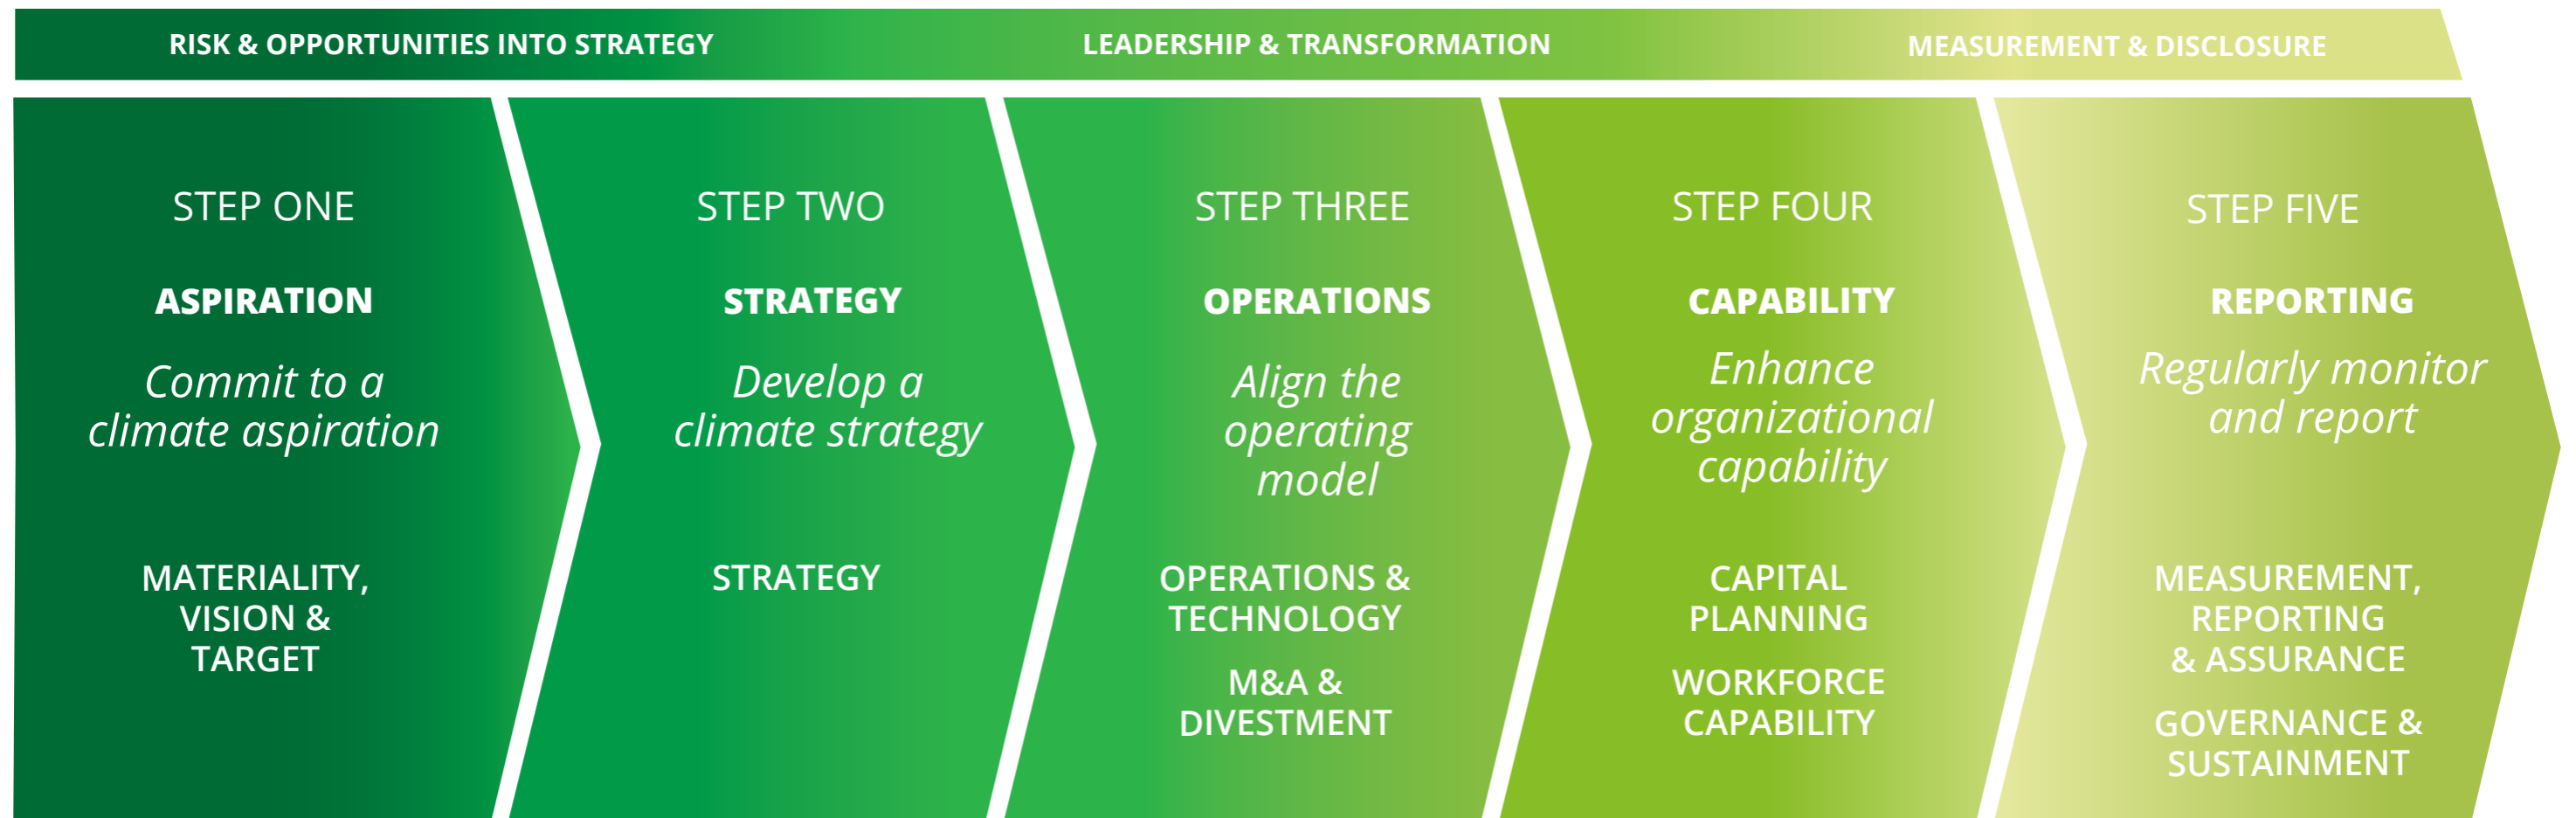 RISK & OPPORTUNITIES INTO STRATEGY
LEADERSHIP & TRANSFORMATION
MEASUREMENT & DISCLOSURE
STEP ONE
ASPIRATION
Commit to a
climate aspiration
MATERIALITY,
VISION &
TARGET
STEP TWO
STRATEGY
Develop a
climate strategy
STRATEGY
STEP THREE
OPERATIONS
Align the
operating
model
OPERATIONS &
TECHNOLOGY
M&A &
DIVESTMENT
STEP FOUR
CAPABILITY
Enhance
organizational
capability
CAPITAL
PLANNING
WORKFORCE
CAPABILITY
STEP FIVE
REPORTING
Regularly monitor
and report
MEASUREMENT,
REPORTING
& ASSURANCE
GOVERNANCE &
SUSTAINMENT